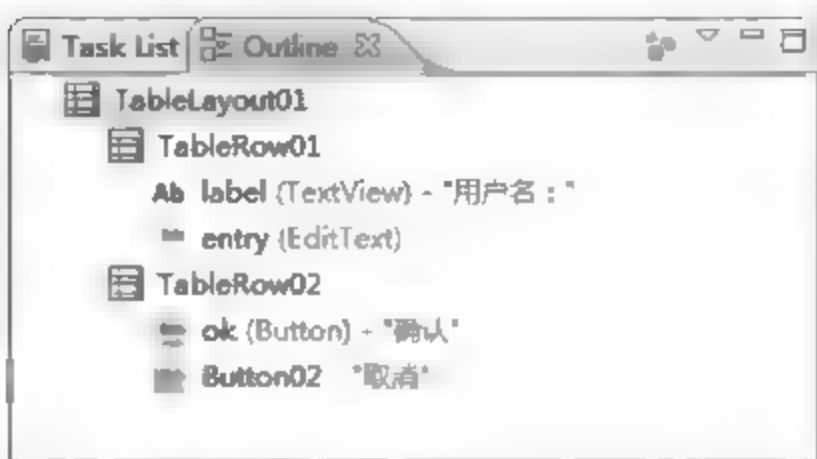 Task List Outline
TableLayout01
TableRow01
Ab label (TextView) - "用户名："
entry (EditText)
TableRow02
ok (Button) - "确认"
Button02 "取消"